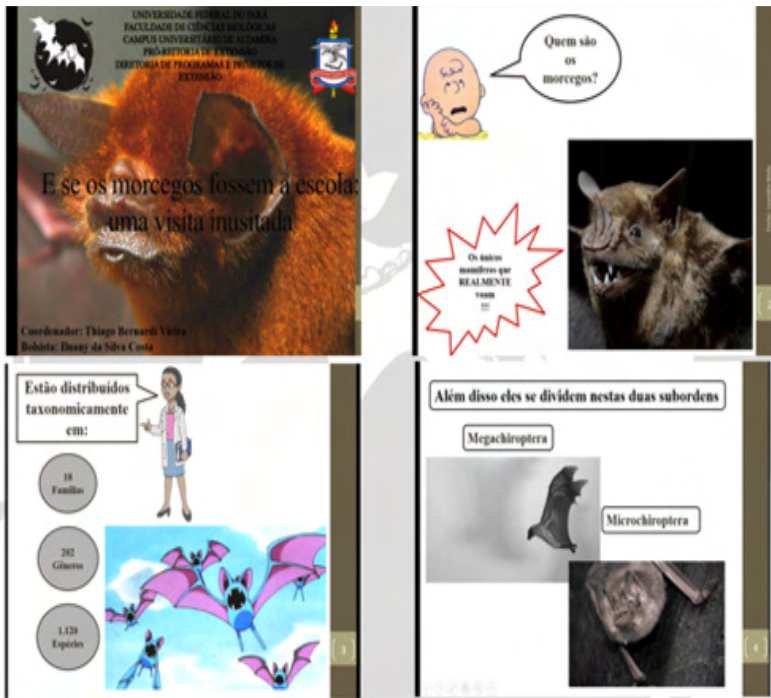 UNIVERSIDADE FEDERAL DO PARÁ
FACULDADE DE CIÊNCIAS BIOLÓGICAS
CAMPUS UNIVERSITÁRIO DE ALTAMIRA
PRÓ-REITORIA DE EXTENSÃO
DIRETORIA DE PROGRAMAS E PROJETOS DE
EXTENSÃO
E se os morcegos fossem à escola:
uma visita inusitada
Coordenador: Thiago Bernardi Vieira
Bolsista: da Silva Costa
Quem são
os
morcegos?
Os únicos
mamíferos que
REALMENTE
voam
!!!
2
Estão distribuídos
taxonomicamente
em:
18
Famílias
202
Gêneros
1.120
Espécies
3
Além disso eles se dividem nestas duas subordens
Megachiroptera
Microchiroptera
4